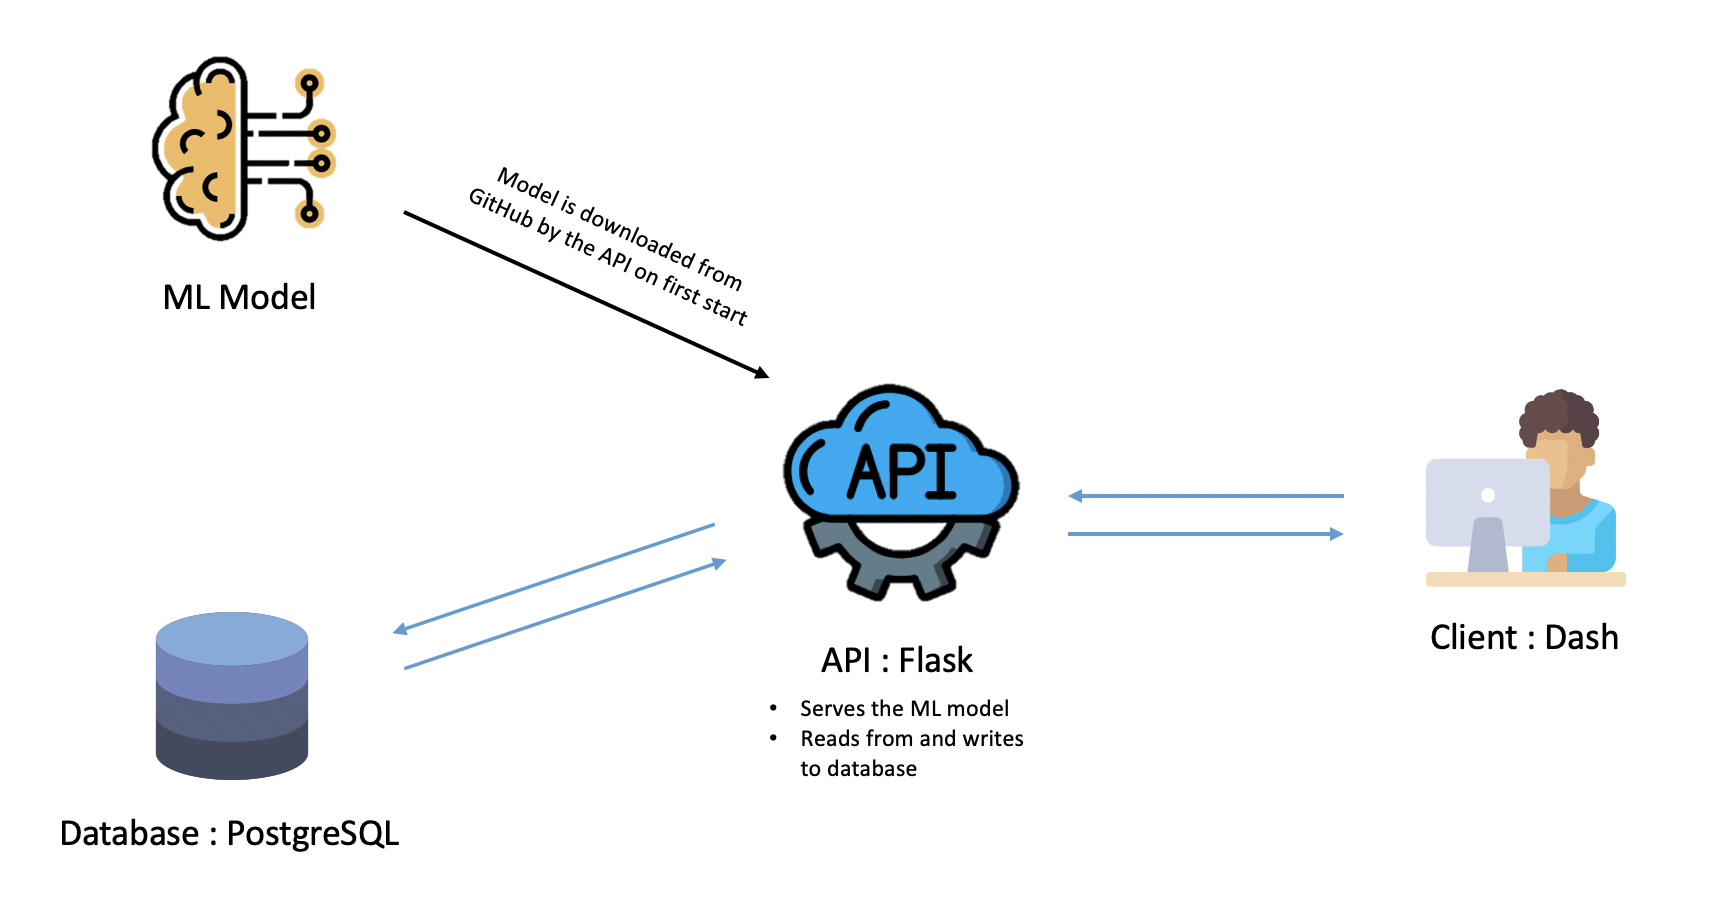 Model is downloaded from
GitHub by the API on first start
ML Model
API
API : Flask
• Serves the ML model
• Reads from and writes
to database
Client : Dash
Database : PostgreSQL